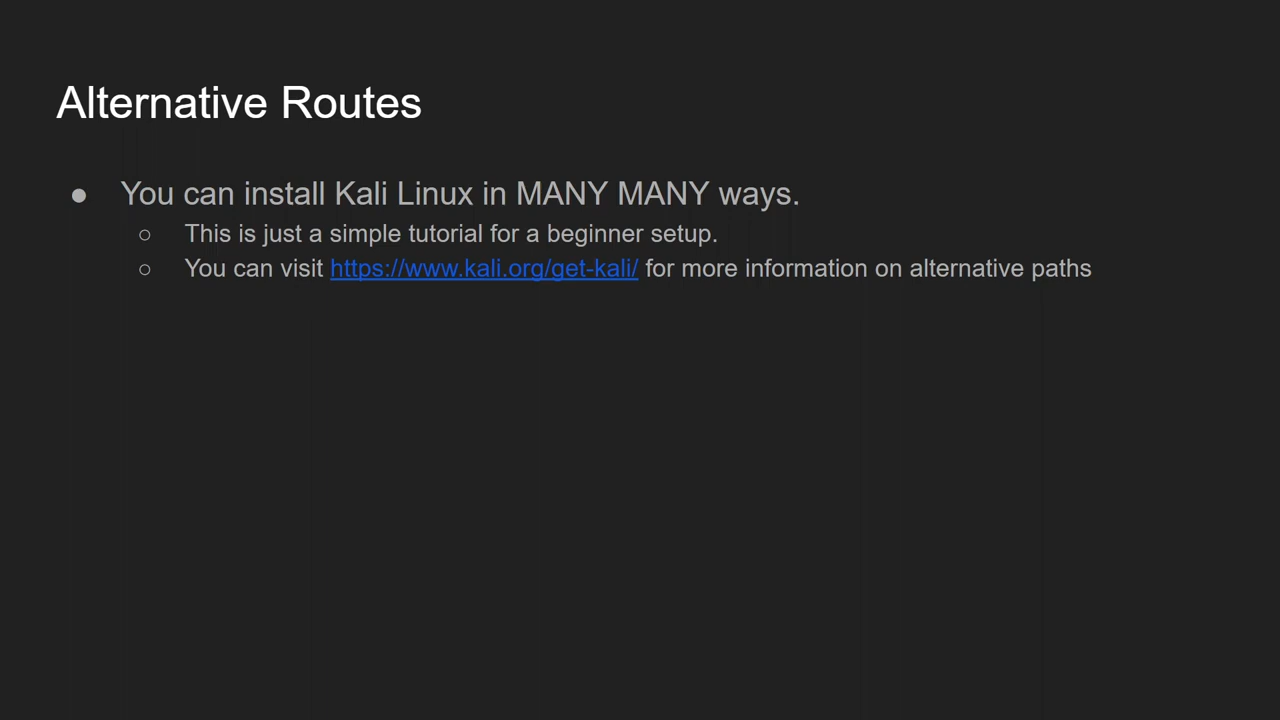 Alternative Routes
● You can install Kali Linux in MANY MANY ways.
○ This is just a simple tutorial for a beginner setup.
○ You can visit https://www.kali.org/get-kali/ for more information on alternative paths